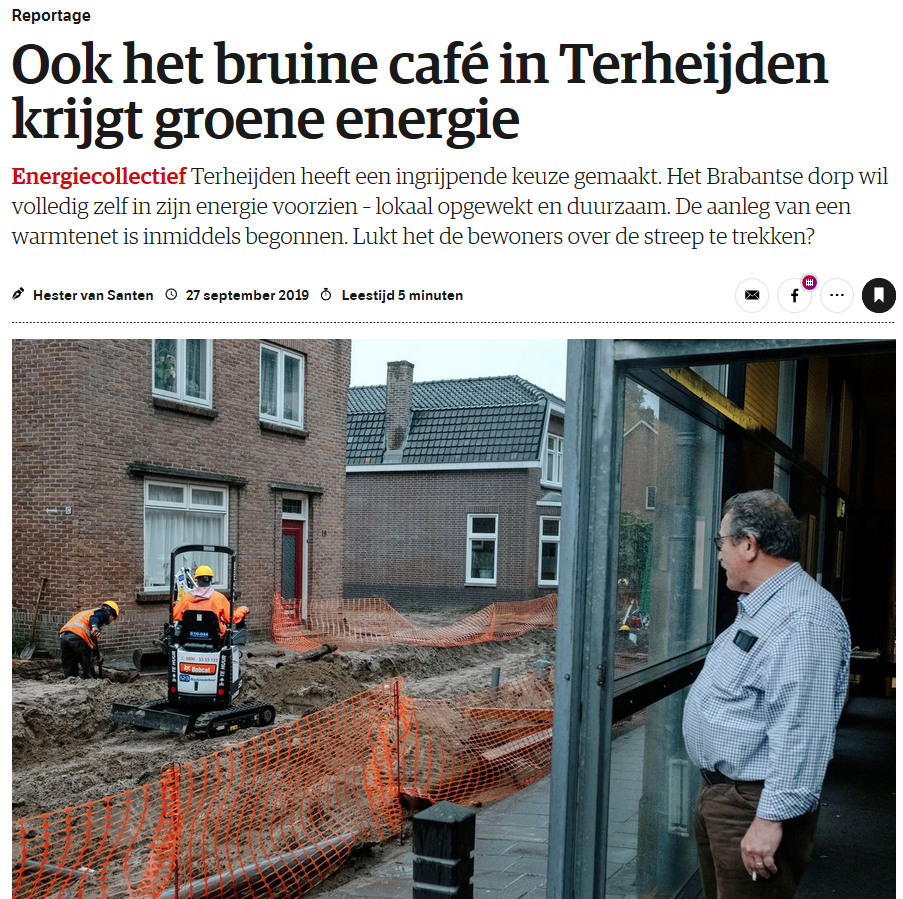 Reportage
Ook het bruine café in Terheijden
krijgt groene energie
Energiecollectief Terheijden heeft een ingrijpende keuze gemaakt. Het Brabantse dorp wil
volledig zelf in zijn energie voorzien – lokaal opgewekt en duurzaam. De aanleg van een
warmtenet is inmiddels begonnen. Lukt het de bewoners over de streep te trekken?
Hester van Santen 27 september 2019 Leestijd 5 minuten
Bobcat